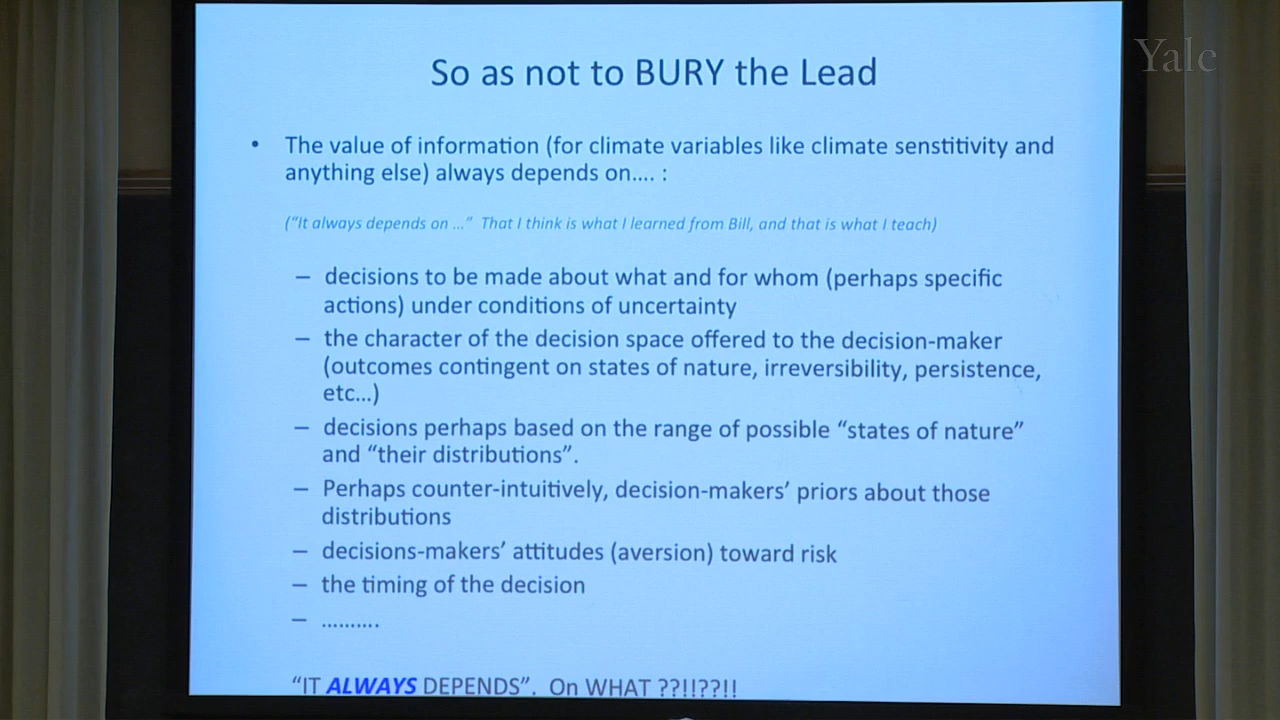 So as not to BURY the Lead
Yale
• The value of information (for climate variables like climate senstitivity and
anything else) always depends on.... :
("It always depends on ..." That I think is what I learned from Bill, and that is what I teach)
– decisions to be made about what and for whom (perhaps specific
actions) under conditions of uncertainty
– the character of the decision space offered to the decision-maker
(outcomes contingent on states of nature, irreversibility, persistence,
etc...)
– decisions perhaps based on the range of possible “states of nature”
and “their distributions”.
– Perhaps counter-intuitively, decision-makers’ priors about those
distributions
– decisions-makers’ attitudes (aversion) toward risk
– the timing of the decision
– ..........
“IT ALWAYS DEPENDS”. On WHAT ??!!??!!